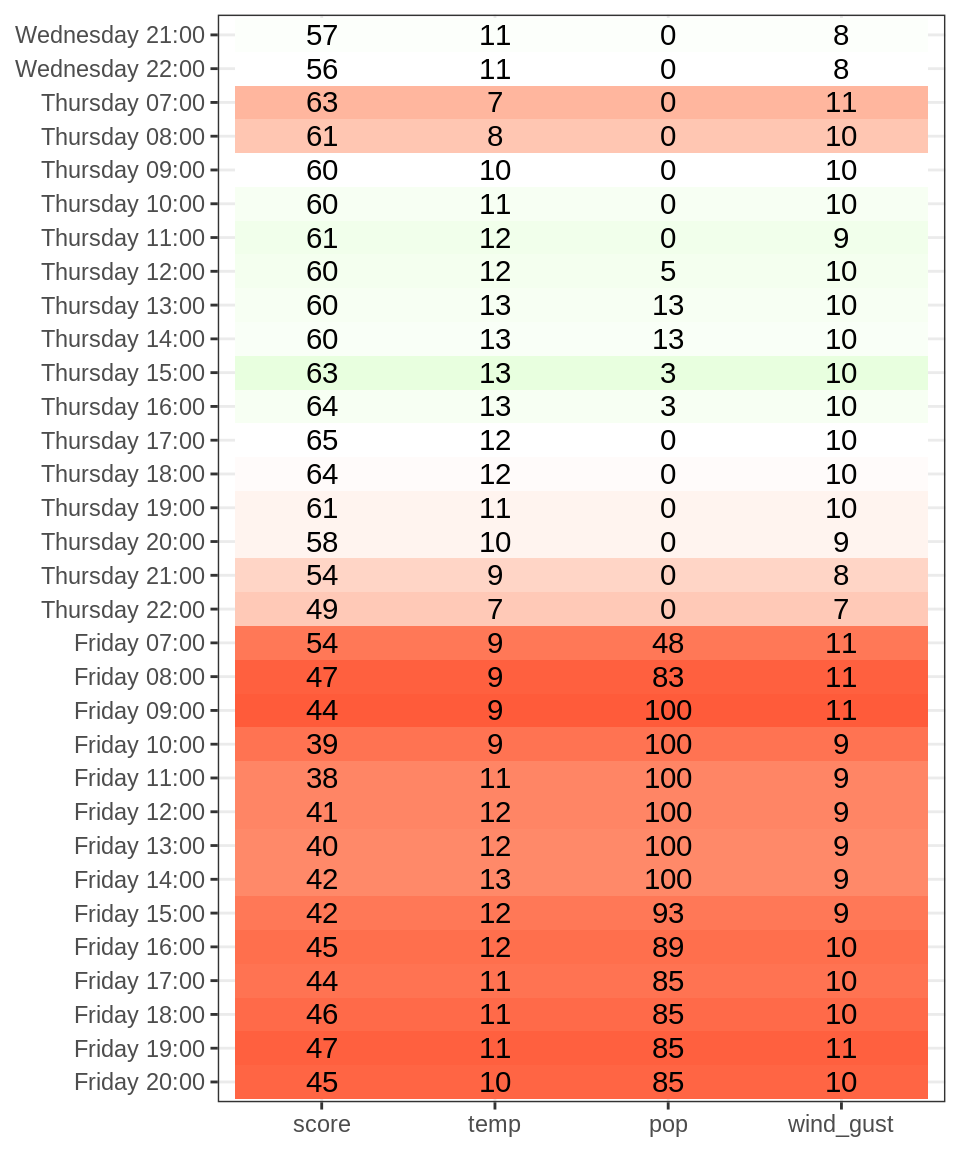 Wednesday 21:00 57 11 0 8
Wednesday 22:00 56 11 0 8
Thursday 07:00 63 7 0 11
Thursday 08:00 61 8 0 10
Thursday 09:00 60 10 0 10
Thursday 10:00 60 11 0 10
Thursday 11:00 61 12 0 9
Thursday 12:00 60 12 5 10
Thursday 13:00 60 13 13 10
Thursday 14:00 60 13 13 10
Thursday 15:00 63 13 3 10
Thursday 16:00 64 13 3 10
Thursday 17:00 65 12 0 10
Thursday 18:00 64 12 0 10
Thursday 19:00 61 11 0 10
Thursday 20:00 58 10 0 9
Thursday 21:00 54 9 0 8
Thursday 22:00 49 7 0 7
Friday 07:00 54 9 48 11
Friday 08:00 47 9 83 11
Friday 09:00 44 9 100 11
Friday 10:00 39 9 100 9
Friday 11:00 38 11 100 9
Friday 12:00 41 12 100 9
Friday 13:00 40 12 100 9
Friday 14:00 42 13 100 9
Friday 15:00 42 12 93 9
Friday 16:00 45 12 89 10
Friday 17:00 44 11 85 10
Friday 18:00 46 11 85 10
Friday 19:00 47 11 85 11
Friday 20:00 45 10 85 10
score temp pop wind_gust